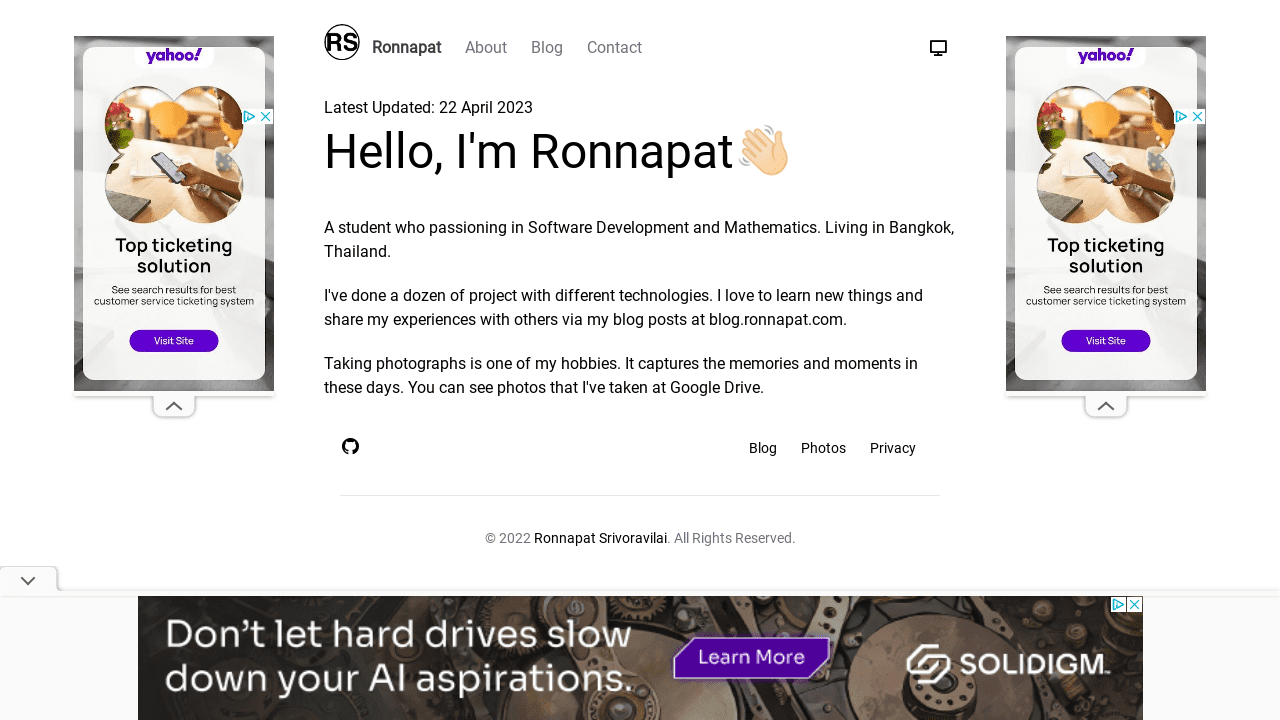 RS Ronnapat About Blog Contact
Latest Updated: 22 April 2023
Hello, I'm Ronnapat👋🏻
A student who passioning in Software Development and Mathematics. Living in Bangkok,
Thailand.
I've done a dozen of project with different technologies. I love to learn new things and
share my experiences with others via my blog posts at blog.ronnapat.com.
Taking photographs is one of my hobbies. It captures the memories and moments in
these days. You can see photos that I've taken at Google Drive.
Blog Photos Privacy
© 2022 Ronnapat Srivoravilai. All Rights Reserved.
yahoo!
Top ticketing
solution
See search results for best
customer service ticketing system
Visit Site
yahoo!
Top ticketing
solution
See search results for best
customer service ticketing system
Visit Site
Don't let hard drives slow
down your AI aspirations.
Learn More
SOLIDIGM